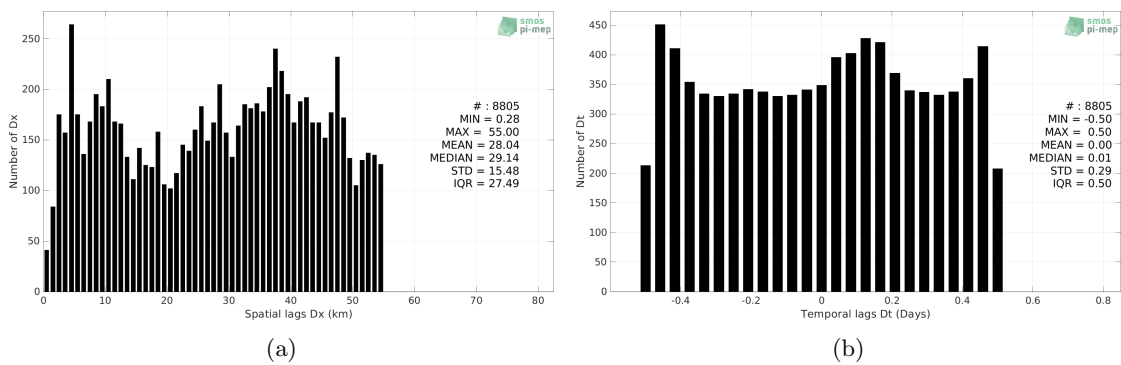 smos
pi-mep
250
200
150
100
50
0
Number of Dx
# : 8805
MIN = 0.28
MAX = 55.00
MEAN = 28.04
MEDIAN = 29.14
STD = 15.48
IQR = 27.49
0 10 20 30 40 50 60 70 80
Spatial lags Dx (km)
(a)
smos
pi-mep
450
400
350
300
250
200
150
100
50
0
Number of Dt
# : 8805
MIN = -0.50
MAX = 0.50
MEAN = 0.00
MEDIAN = 0.01
STD = 0.29
IQR = 0.50
-0.4 -0.2 0 0.2 0.4 0.6 0.8
Temporal lags Dt (Days)
(b)